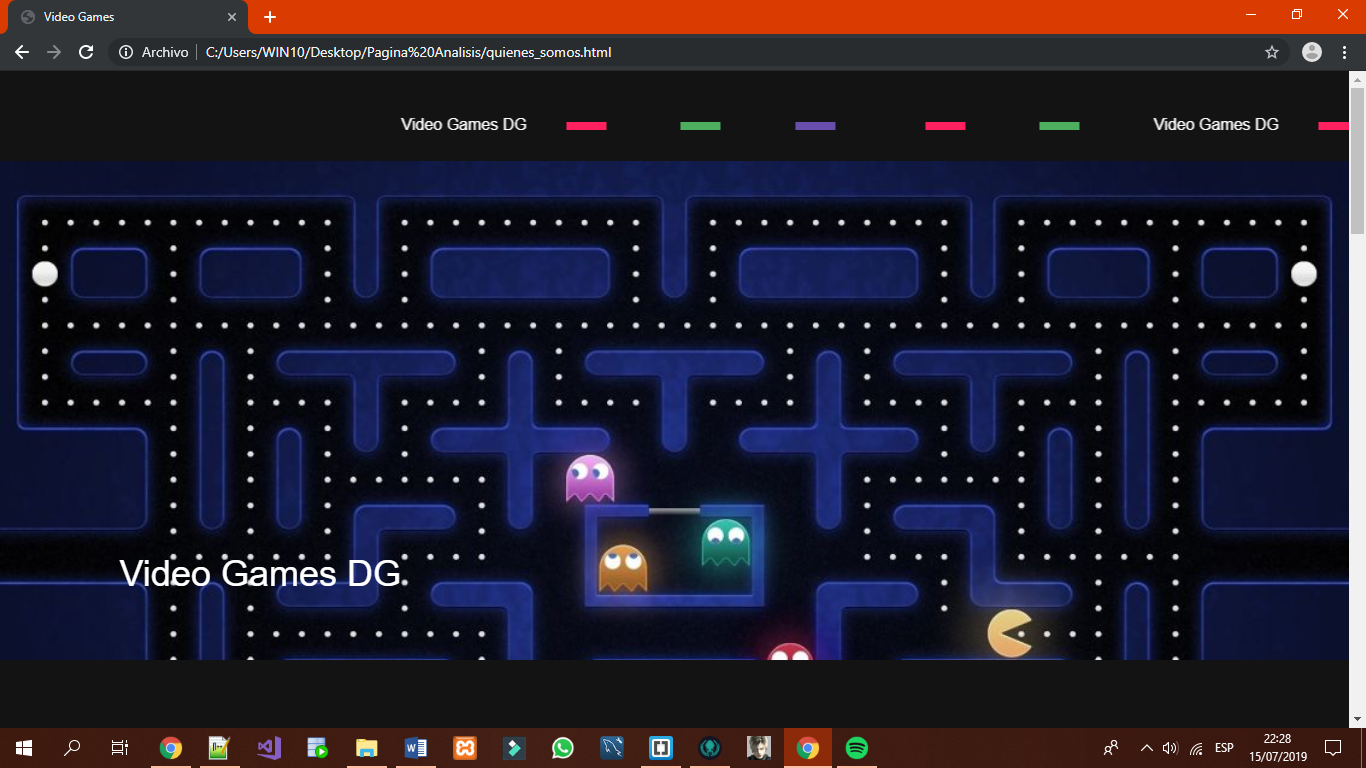 Video Games
Archivo
C:/Users/WIN10/Desktop/Pagina%20Analisis/quienes_somos.html
Video Games DG
Video Games DG
Video Games DG
ESP
22:28
15/07/2019